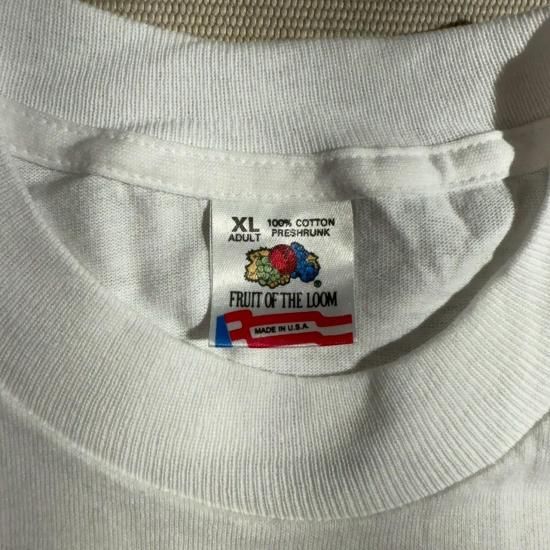 XL 100% COTTON
ADULT PRESHRUNK
®
FRUIT OF THE LOOM
MADE IN U.S.A.